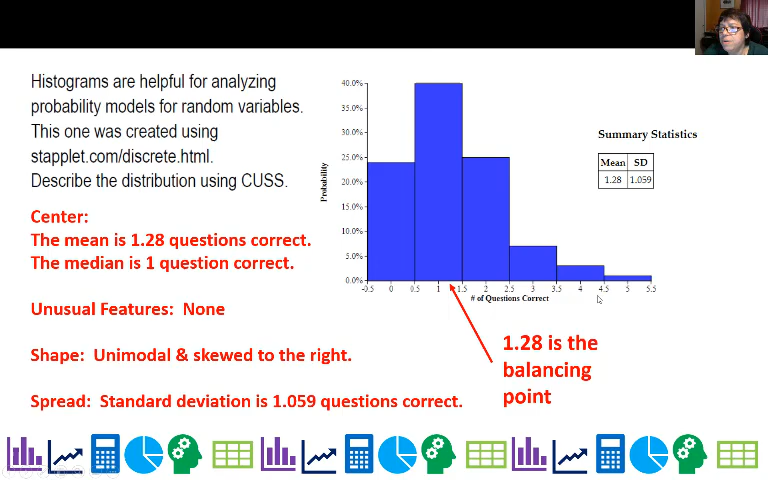 Histograms are helpful for analyzing
probability models for random variables.
This one was created using
stapplet.com/discrete.html.
Describe the distribution using CUSS.
Center:
The mean is 1.28 questions correct.
The median is 1 question correct.
Unusual Features: None
Shape: Unimodal & skewed to the right.
Spread: Standard deviation is 1.059 questions correct.
Probability
40.0%
35.0%
30.0%
25.0%
20.0%
15.0%
10.0%
5.0%
0.0%
-0.5 0 0.5 1 1.5 2 2.5 3 3.5 4 4.5 5 5.5
# of Questions Correct
Summary Statistics
Mean SD
1.28 1.059
1.28 is the
balancing
point